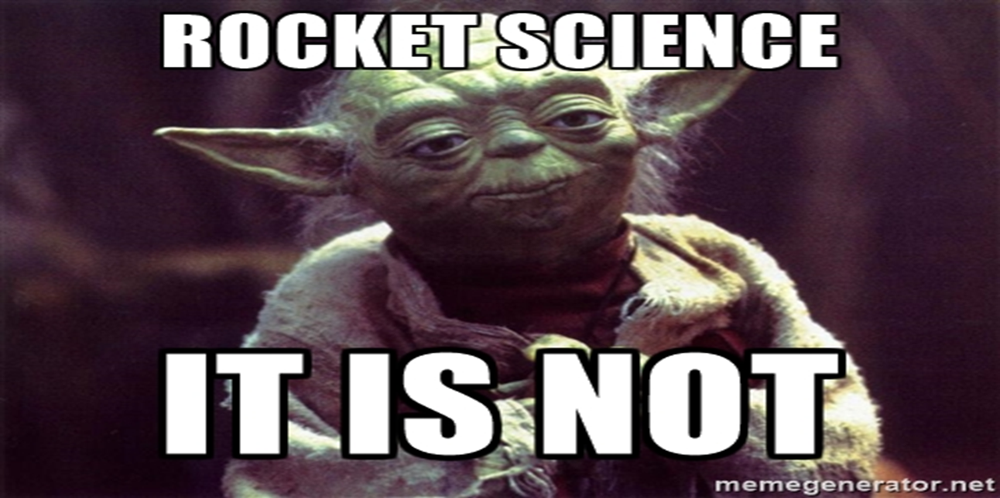 ROCKET SCIENCE
IT IS NOT
memegenerator.net